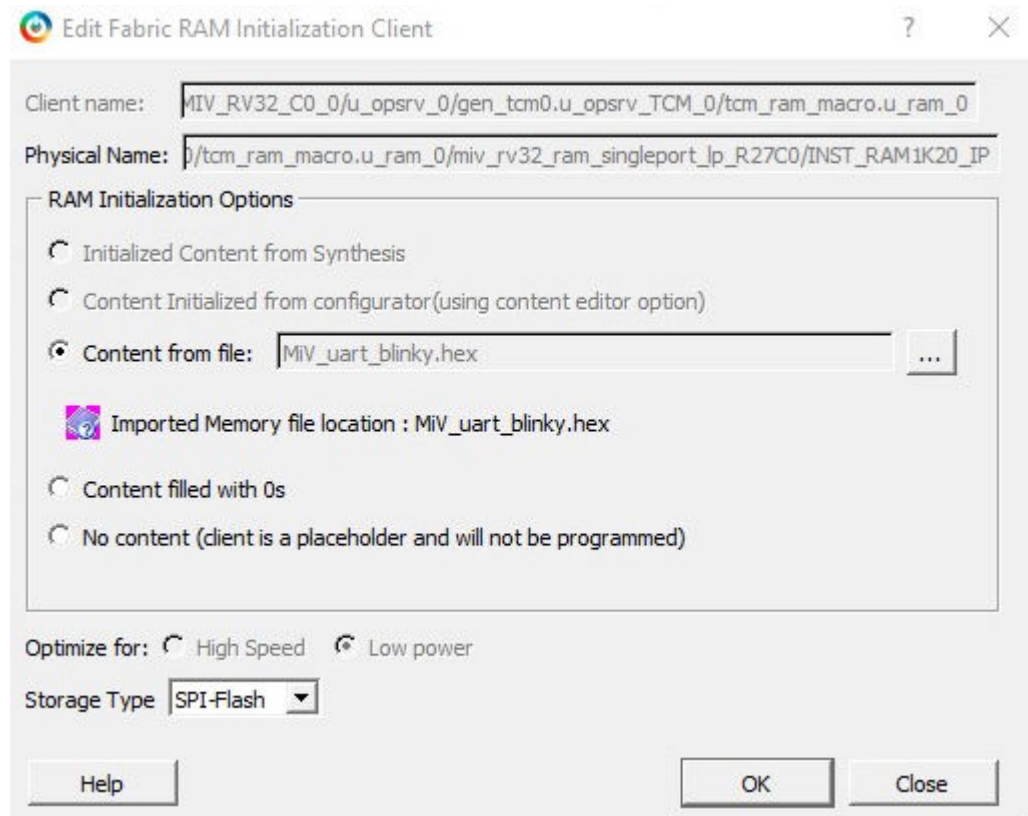 Edit Fabric RAM Initialization Client ?
Client name: MIV_RV32_C0_0/u_opsrv_0/gen_tcm0.u_opsrv_TCM_0/tcm_ram_macro.u_ram_0
Physical Name: 0/tcm_ram_macro.u_ram_0/miv_rv32_ram_singleport_lp_R27C0/INST_RAM1K20_IP
RAM Initialization Options
Initialized Content from Synthesis
Content Initialized from configurator(using content editor option)
Content from file: MiV_uart_blinky.hex ...
Imported Memory file location : MiV_uart_blinky.hex
Content filled with 0s
No content (client is a placeholder and will not be programmed)
Optimize for: High Speed Low power
Storage Type SPI-Flash
Help OK Close